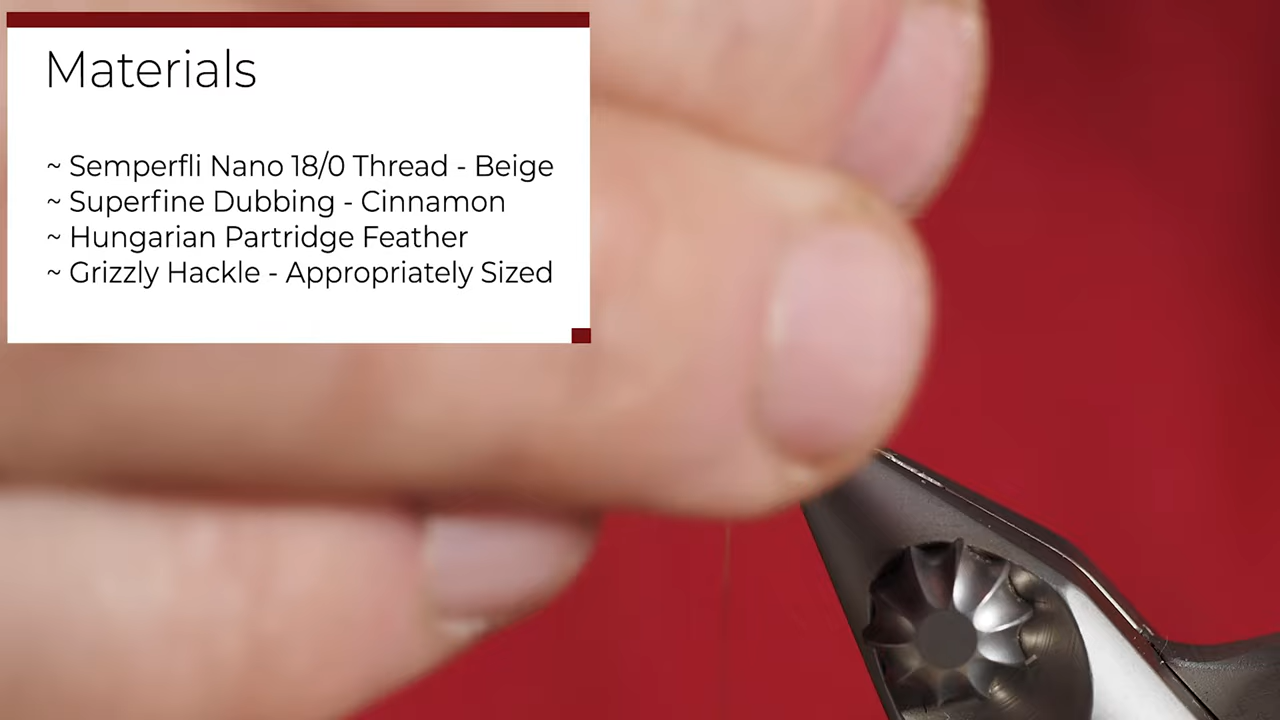 Materials
~ Semperfli Nano 18/0 Thread - Beige
~ Superfine Dubbing - Cinnamon
~ Hungarian Partridge Feather
~ Grizzly Hackle - Appropriately Sized